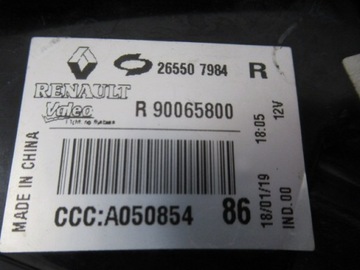 26550 7984 R
RENAULT
Valeo
R 90065800
MADE IN CHINA
CCC:A050854 86
18:05 12V
18/01/19
IND.00